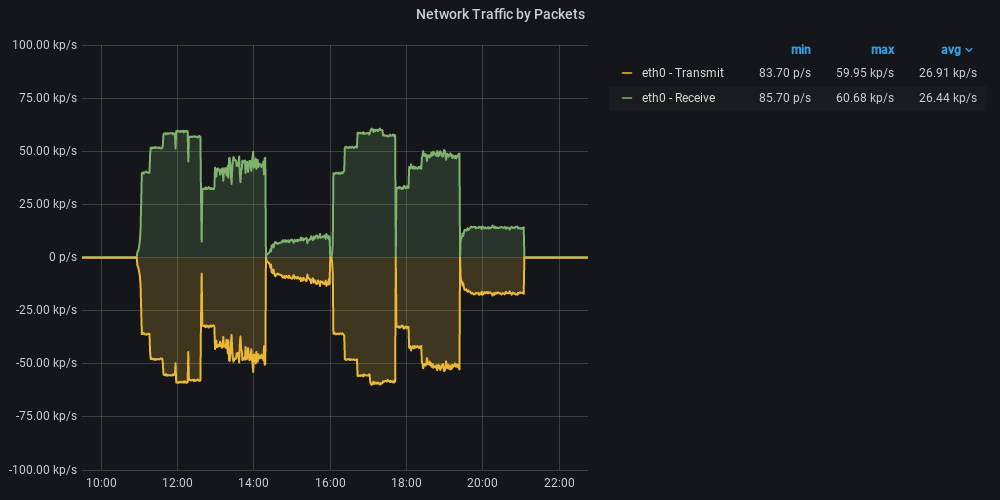 Network Traffic by Packets
100.00 kp/s
75.00 kp/s
50.00 kp/s
25.00 kp/s
0 p/s
-25.00 kp/s
-50.00 kp/s
-75.00 kp/s
-100.00 kp/s
10:00 12:00 14:00 16:00 18:00 20:00 22:00
min max avg
eth0 - Transmit 83.70 p/s 59.95 kp/s 26.91 kp/s
eth0 - Receive 85.70 p/s 60.68 kp/s 26.44 kp/s